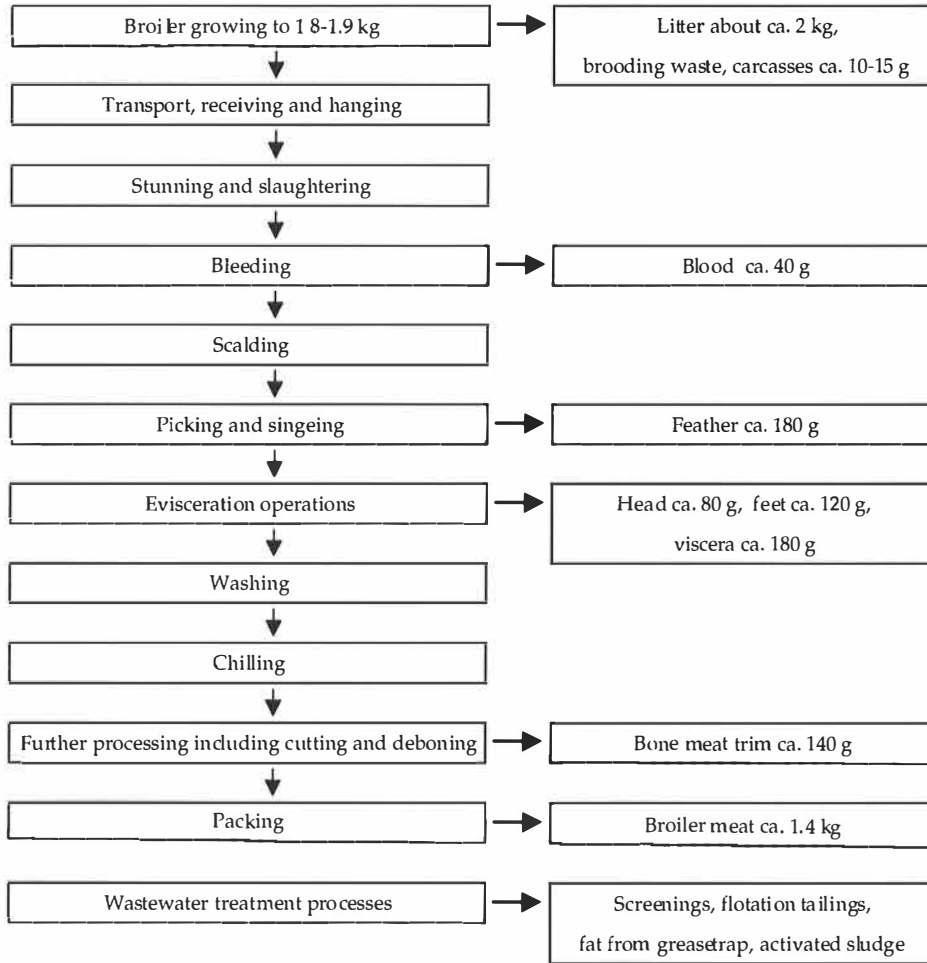 Broiler growing to 1 8-1.9 kg
Litter about ca. 2 kg,
brooding waste, carcasses ca. 10-15 g
Transport, receiving and hanging
Stunning and slaughtering
Bleeding
Blood ca. 40 g
Scalding
Picking and singeing
Feather ca. 180 g
Evisceration operations
Head ca. 80 g, feet ca. 120 g,
viscera ca. 180 g
Washing
Chilling
Further processing including cutting and deboning
Bone meat trim ca. 140 g
Packing
Broiler meat ca. 1.4 kg
Wastewater treatment processes
Screenings, flotation tailings,
fat from greasetrap, activated sludge